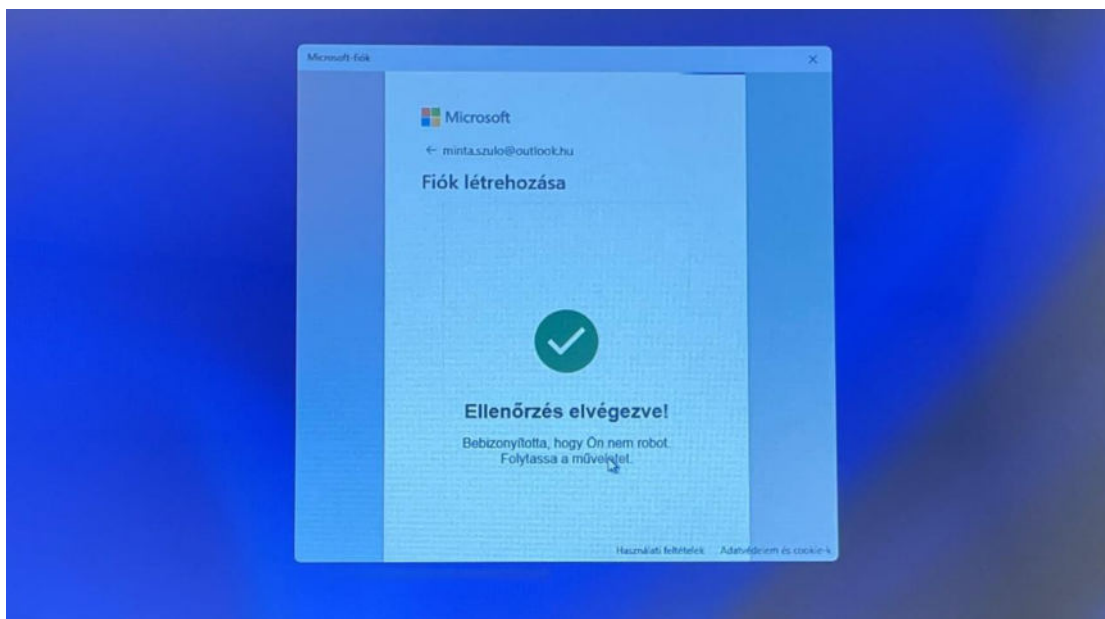 Microsoft-fiók
Microsoft
← minta.szulo@outlook.hu
Fiók létrehozása
Ellenőrzés elvégezve!
Bebizonyította, hogy Ön nem robot.
Folytassa a műveletet.
Használati feltételek Adatvédelem és cookie-k